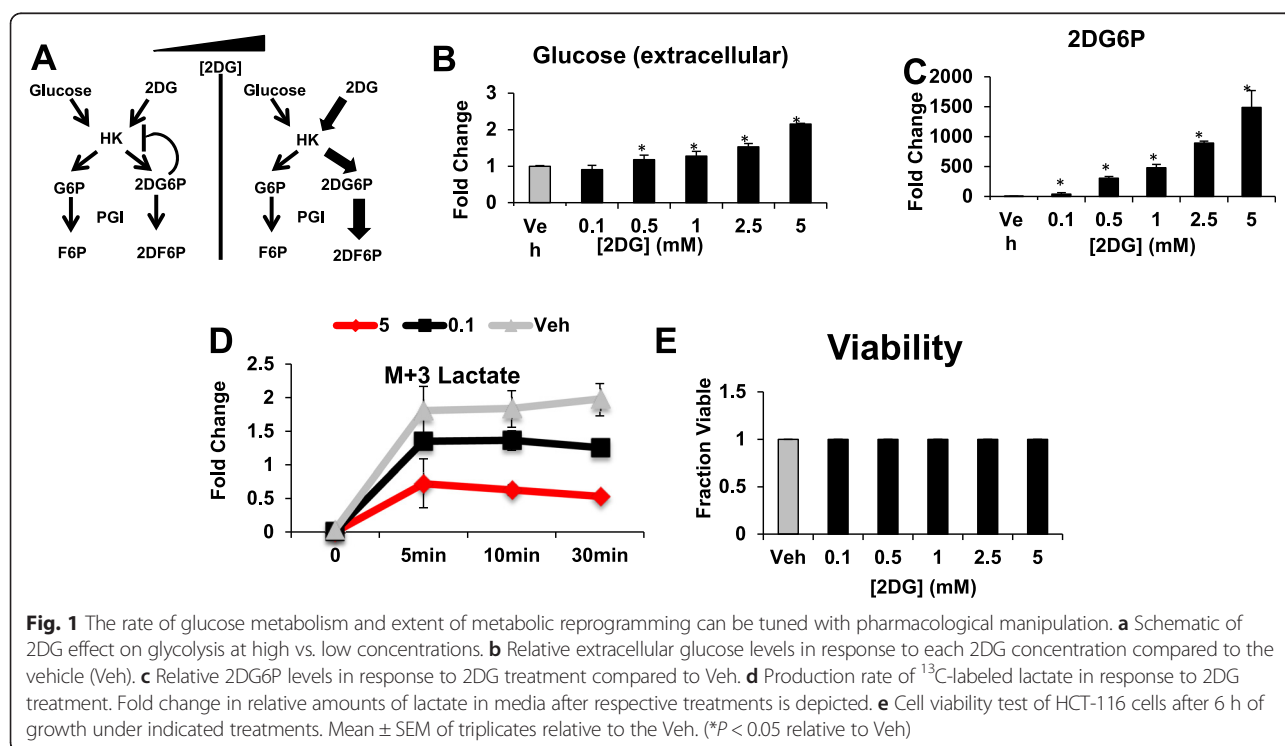 A
[2DG]
Glucose 2DG
HK
G6P 2DG6P
PGI
F6P 2DF6P
Glucose 2DG
HK
G6P 2DG6P
PGI
F6P 2DF6P
B
Glucose (extracellular)
Fold Change
3
2
1
0
* * * *
Ve
h 0.1 0.5 1 2.5 5
[2DG] (mM)
2DG6P
C
Fold Change
2000
1500
1000
500
0
* * * * *
Ve
h 0.1 0.5 1 2.5 5
[2DG] (mM)
5 0.1 Veh
D
M+3 Lactate
Fold Change
2.5
2
1.5
1
0.5
0
0 5min 10min 30min
E
Viability
Fraction Viable
1.5
1
0.5
0
Veh 0.1 0.5 1 2.5 5
[2DG] (mM)
Fig. 1 The rate of glucose metabolism and extent of metabolic reprogramming can be tuned with pharmacological manipulation. a Schematic of
2DG effect on glycolysis at high vs. low concentrations. b Relative extracellular glucose levels in response to each 2DG concentration compared to the
vehicle (Veh). c Relative 2DG6P levels in response to 2DG treatment compared to Veh. d Production rate of ¹³C-labeled lactate in response to 2DG
treatment. Fold change in relative amounts of lactate in media after respective treatments is depicted. e Cell viability test of HCT-116 cells after 6 h of
growth under indicated treatments. Mean ± SEM of triplicates relative to the Veh. (*P < 0.05 relative to Veh)